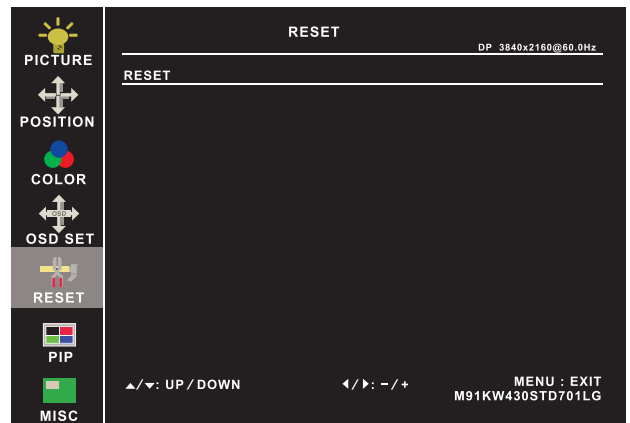 PICTURE
POSITION
COLOR
OSD
OSD SET
RESET
PIP
MISC
RESET
DP 3840x2160@60.0Hz
RESET
▲/▼: UP / DOWN
◀/▶: − / +
MENU : EXIT
M91KW430STD701LG